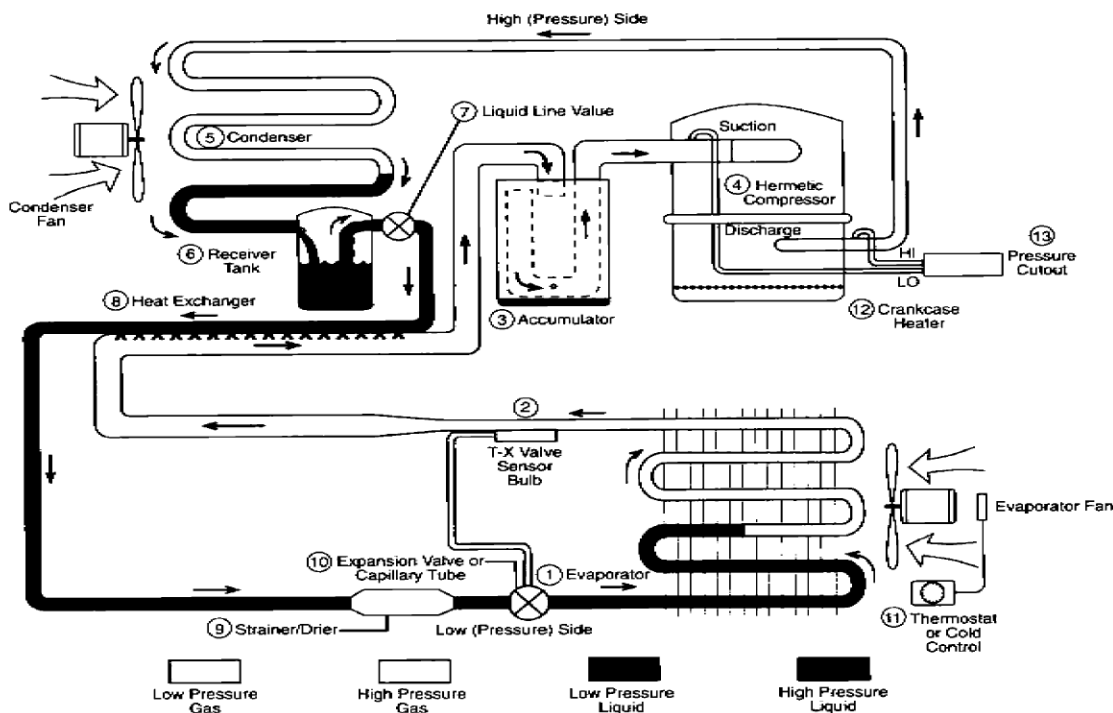 High (Pressure) Side
⑦ Liquid Line Value
⑤ Condenser
Suction
④ Hermetic
Compressor
Condenser
Fan
Discharge
⑥ Receiver
Tank
HI
LO
⑬
Pressure
Cutout
⑧ Heat Exchanger
③ Accumulator
⑫ Crankcase
Heater
②
T-X Valve
Sensor
Bulb
Evaporator Fan
⑩ Expansion Valve or
Capillary Tube
① Evaporator
⑨ Strainer/Drier
Low (Pressure) Side
⑪ Thermostat
or Cold
Control
Low Pressure
Gas
High Pressure
Gas
Low Pressure
Liquid
High Pressure
Liquid